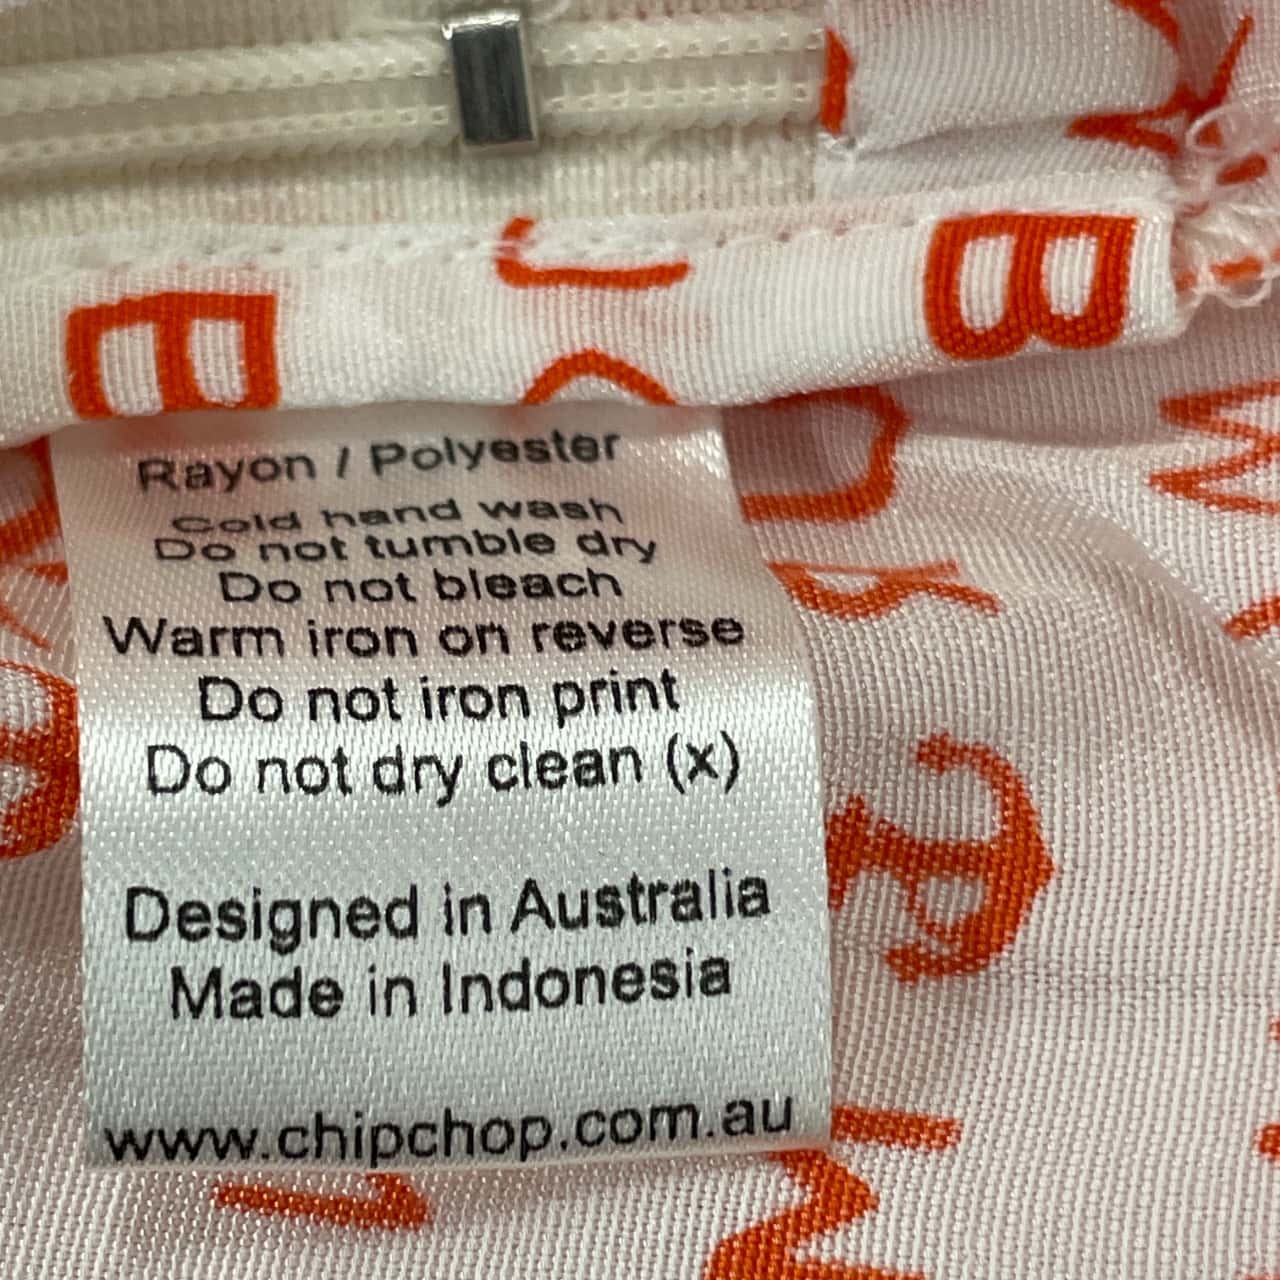 B
B
Rayon / Polyester
Cold hand wash
Do not tumble dry
Do not bleach
Warm iron on reverse
Do not iron print
Do not dry clean (x)
Designed in Australia
Made in Indonesia
www.chipchop.com.au